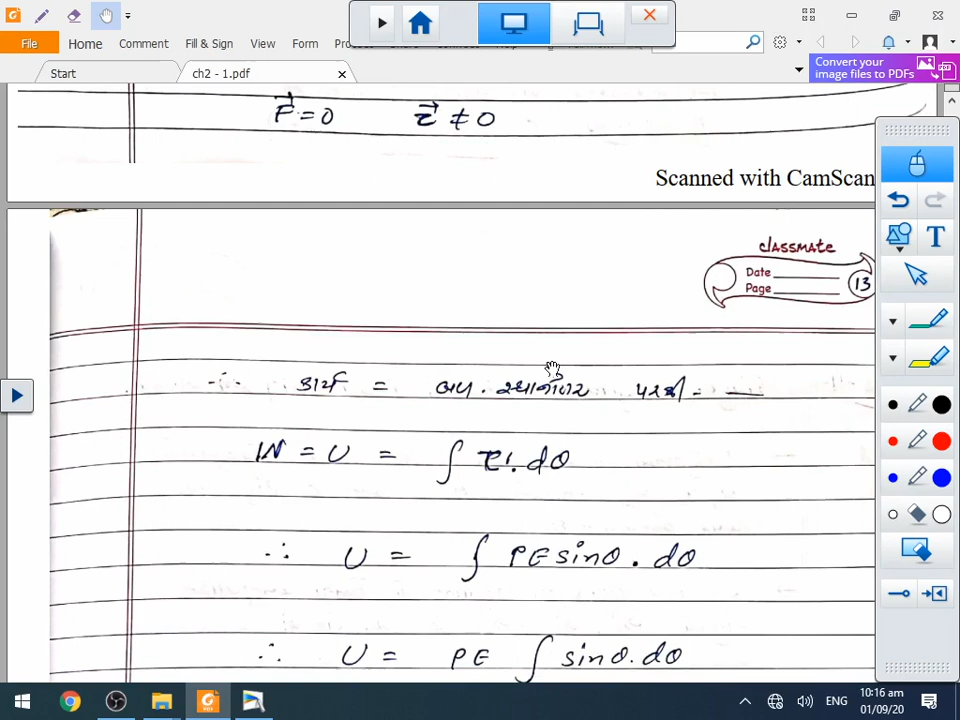 File Home Comment Fill & Sign View Form
Convert your
image files to PDFs
Start ch2 - 1.pdf
F⃗ = 0 τ⃗ ≠ 0
Scanned with CamScan
classmate
Date
Page 13
∴ કાર્ય = બળ . સ્થાનાંતર
W = U = ∫ τ . dθ
∴ U = ∫ PE sinθ . dθ
∴ U = PE ∫ sinθ . dθ
T
ENG
10:16 am
01/09/20